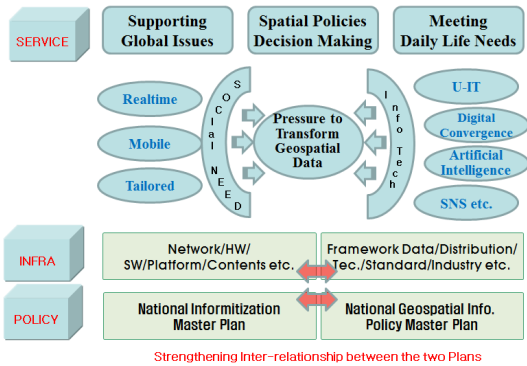 SERVICE
Supporting
Global Issues
Spatial Policies
Decision Making
Meeting
Daily Life Needs
Realtime
Mobile
Tailored
SOCIal NEED
Pressure to
Transform
Geospatial
Data
Info Tech
U-IT
Digital
Convergence
Artificial
Intelligence
SNS etc.
INFRA
Network/HW/
SW/Platform/Contents etc.
Framework Data/Distribution/
Tec./Standard/Industry etc.
POLICY
National Informitization
Master Plan
National Geospatial Info.
Policy Master Plan
Strengthening Inter-relationship between the two Plans